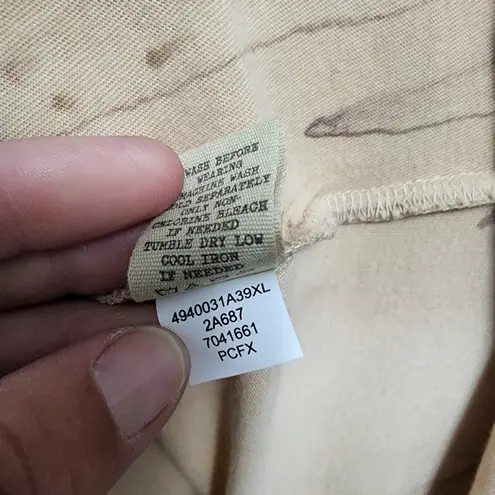 WASH BEFORE
WEARING
MACHINE WASH
COLD SEPARATELY
ONLY NON-
CHLORINE BLEACH
IF NEEDED
TUMBLE DRY LOW
COOL IRON
IF NEEDED
4940031A39XL
2A687
7041661
PCFX